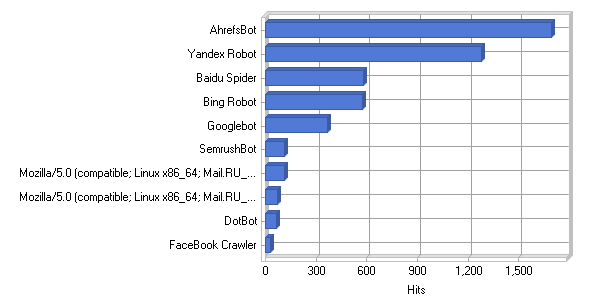 AhrefsBot
Yandex Robot
Baidu Spider
Bing Robot
Googlebot
SemrushBot
Mozilla/5.0 (compatible; Linux x86_64; Mail.RU_...
Mozilla/5.0 (compatible; Linux x86_64; Mail.RU_...
DotBot
FaceBook Crawler
0 300 600 900 1,200 1,500
Hits